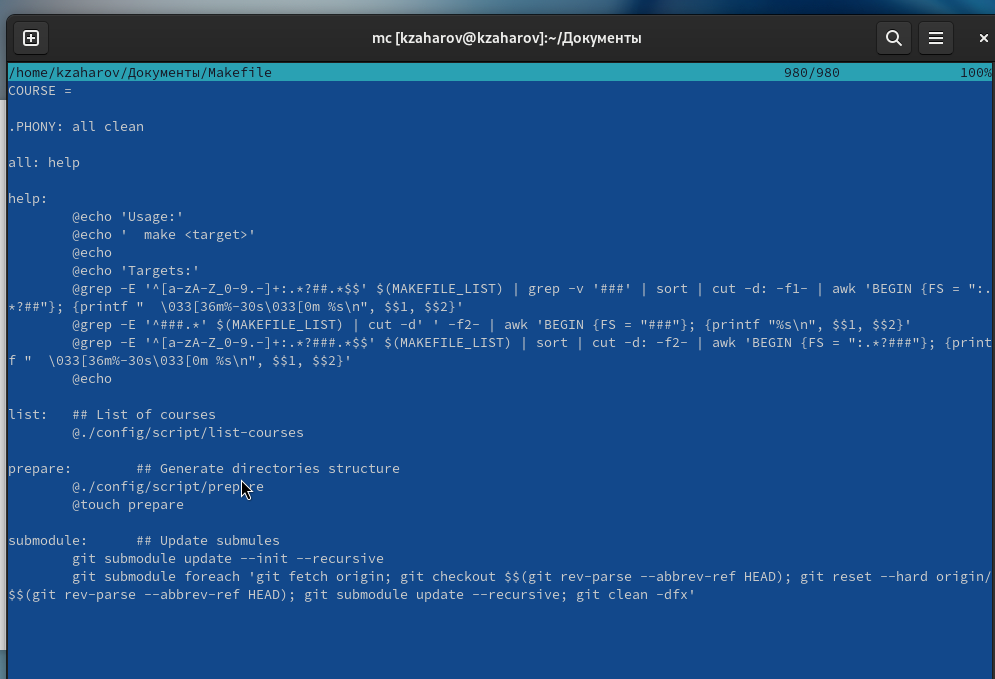 mc [kzaharov@kzaharov]:~/Документы
/home/kzaharov/Документы/Makefile 980/980 100%
COURSE =
.PHONY: all clean
all: help
help:
@echo 'Usage:'
@echo '  make <target>'
@echo
@echo 'Targets:'
@grep -E '^[a-zA-Z_0-9.-]+:.*?##.*$$' $(MAKEFILE_LIST) | grep -v '###' | sort | cut -d: -f1- | awk 'BEGIN {FS = ":.
*?##"}; {printf "  \033[36m%-30s\033[0m %s\n", $$1, $$2}'
@grep -E '^###.*' $(MAKEFILE_LIST) | cut -d' ' -f2- | awk 'BEGIN {FS = "###"}; {printf "%s\n", $$1, $$2}'
@grep -E '^[a-zA-Z_0-9.-]+:.*?###.*$$' $(MAKEFILE_LIST) | sort | cut -d: -f2- | awk 'BEGIN {FS = ":.*?###"}; {print
f "  \033[36m%-30s\033[0m %s\n", $$1, $$2}'
@echo
list:   ## List of courses
@./config/script/list-courses
prepare:        ## Generate directories structure
@./config/script/prepare
@touch prepare
submodule:      ## Update submules
git submodule update --init --recursive
git submodule foreach 'git fetch origin; git checkout $$(git rev-parse --abbrev-ref HEAD); git reset --hard origin/
$$(git rev-parse --abbrev-ref HEAD); git submodule update --recursive; git clean -dfx'